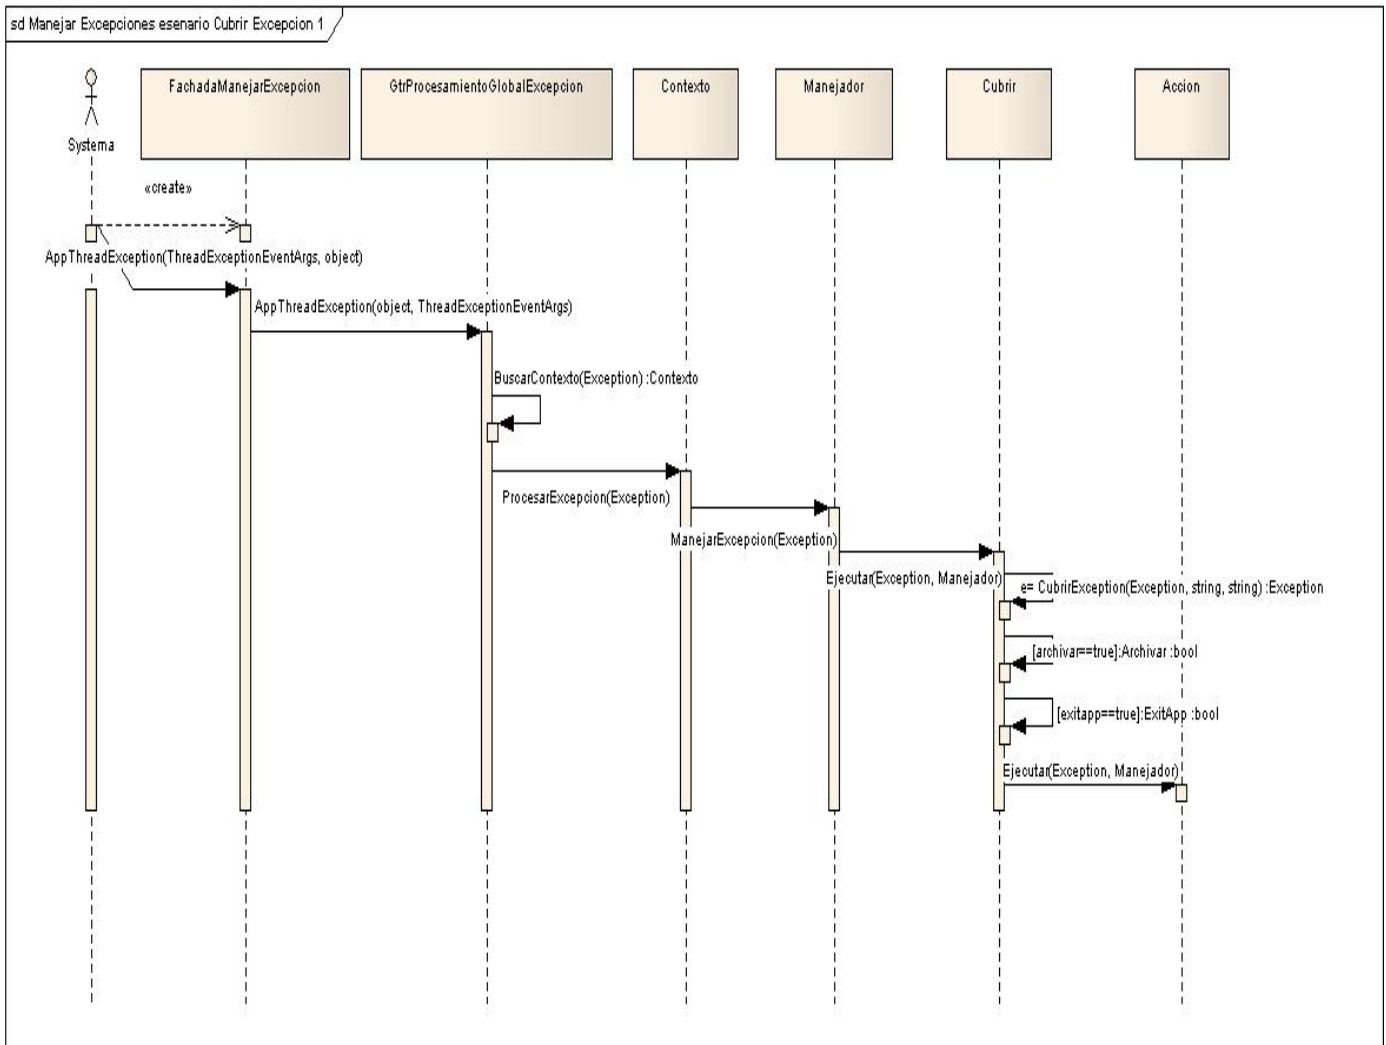 sd Manejar Excepciones esenario Cubrir Excepcion 1
Systema
FachadaManejarExcepcion
GtrProcesamientoGlobalExcepcion
Contexto
Manejador
Cubrir
Accion
«create»
AppThreadException(ThreadExceptionEventArgs, object)
AppThreadException(object, ThreadExceptionEventArgs)
BuscarContexto(Exception) :Contexto
ProcesarExcepcion(Exception)
ManejarExcepcion(Exception)
Ejecutar(Exception, Manejador)
e= CubrirException(Exception, string, string) :Exception
[archivar==true]:Archivar :bool
[exitapp==true]:ExitApp :bool
Ejecutar(Exception, Manejador)